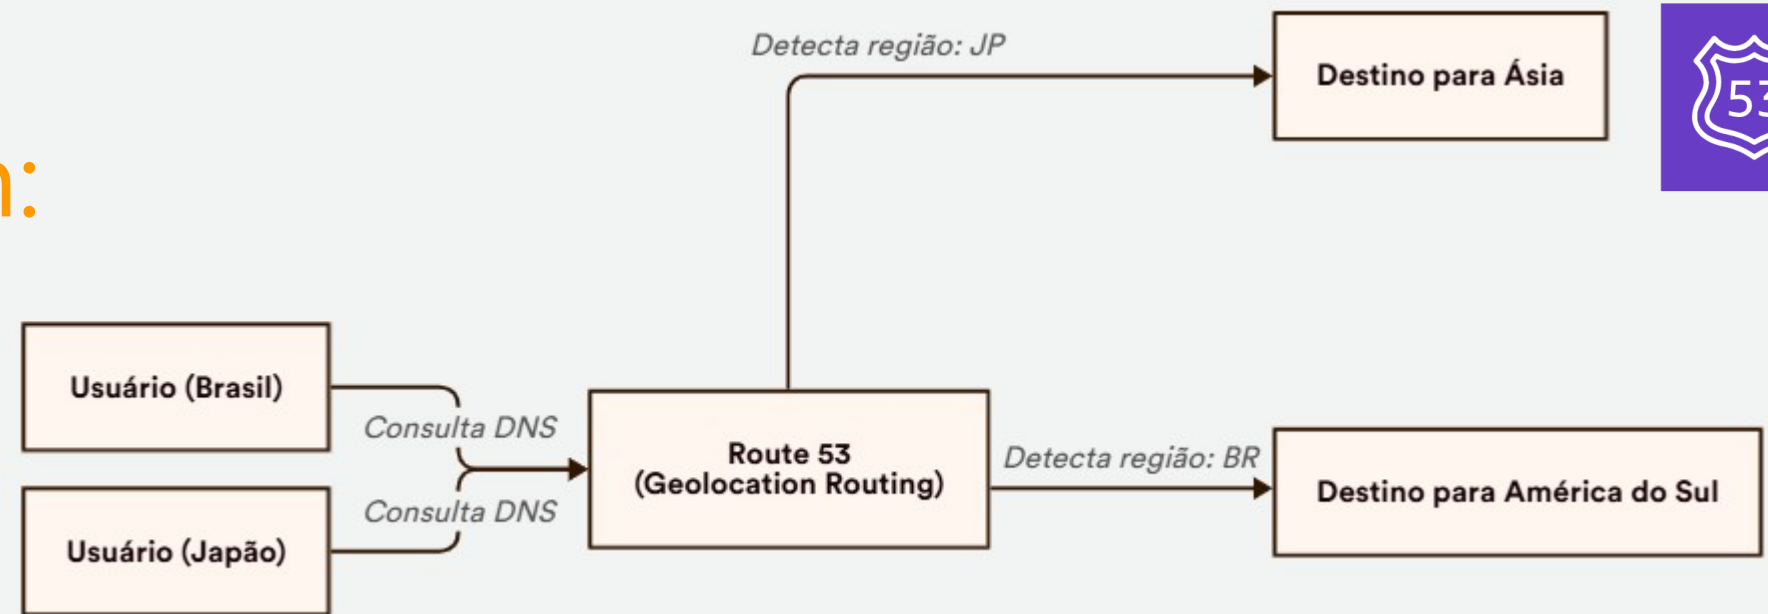 Detecta região: JP
Destino para Ásia
53
n:
Usuário (Brasil)
Consulta DNS
Route 53
(Geolocation Routing)
Detecta região: BR
Destino para América do Sul
Consulta DNS
Usuário (Japão)